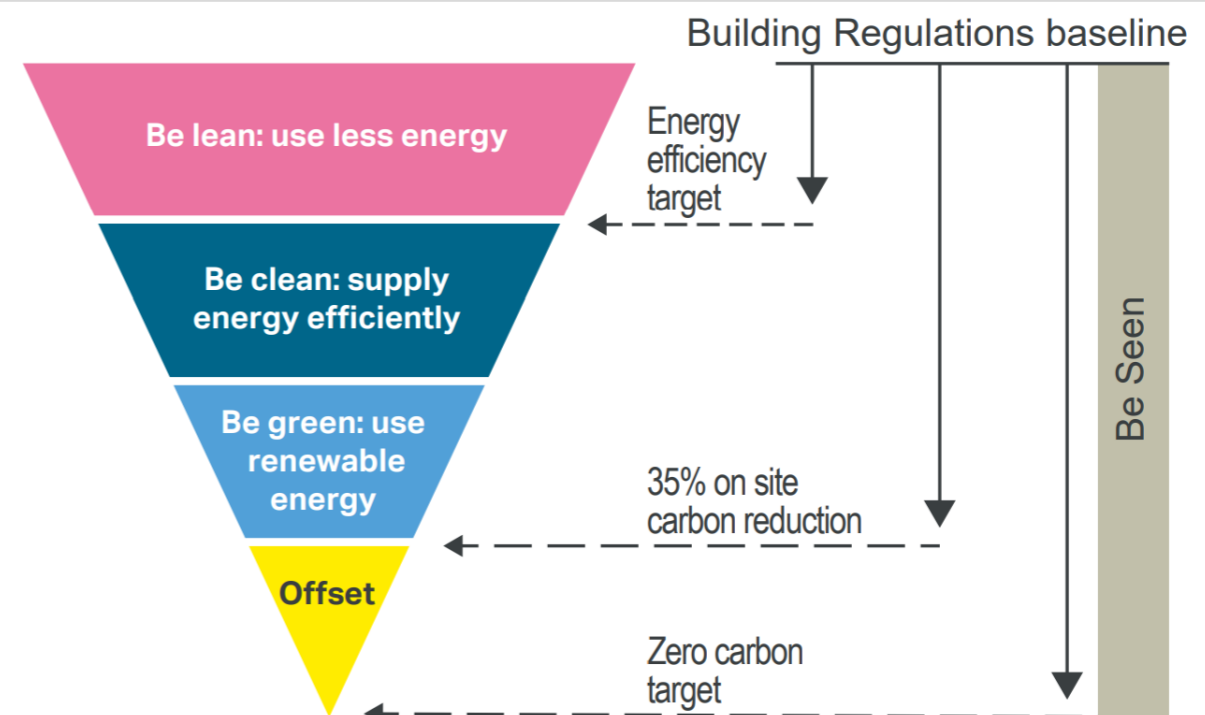 Building Regulations baseline
Be lean: use less energy
Energy
efficiency
target
Be clean: supply
energy efficiently
Be Seen
Be green: use
renewable
energy
35% on site
carbon reduction
Offset
Zero carbon
target